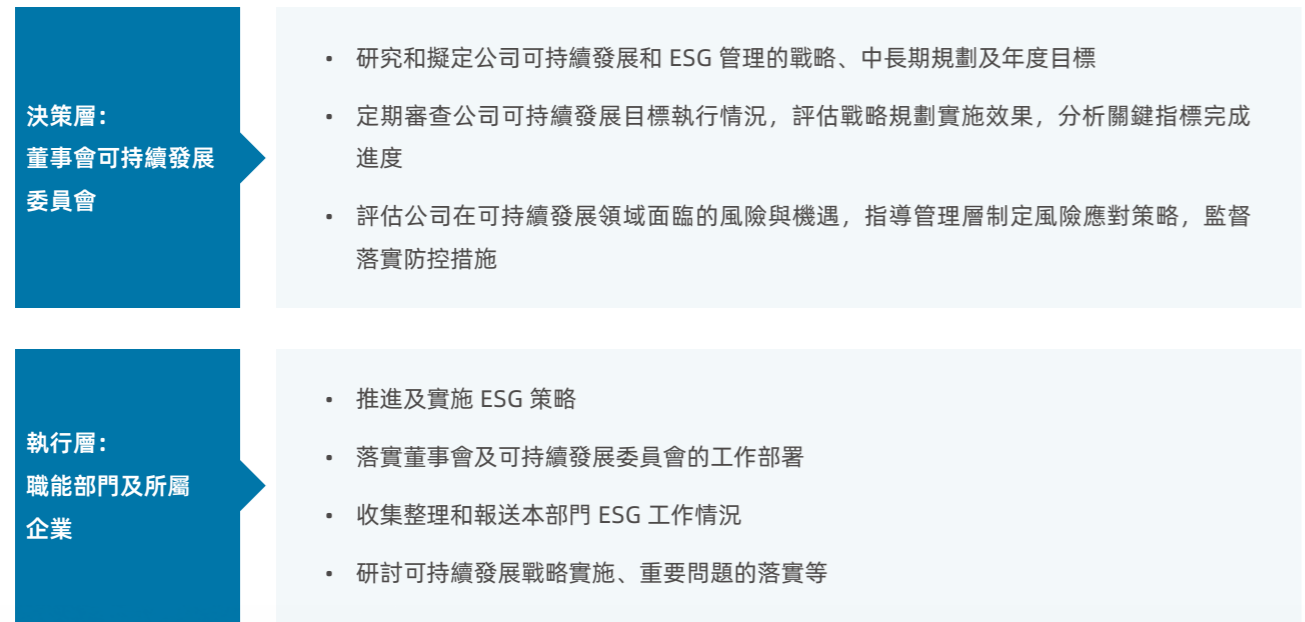 決策層：
董事會可持續發展
委員會
• 研究和擬定公司可持續發展和 ESG 管理的戰略、中長期規劃及年度目標
• 定期審查公司可持續發展目標執行情況，評估戰略規劃實施效果，分析關鍵指標完成
進度
• 評估公司在可持續發展領域面臨的風險與機遇，指導管理層制定風險應對策略，監督
落實防控措施
執行層：
職能部門及所屬
企業
• 推進及實施 ESG 策略
• 落實董事會及可持續發展委員會的工作部署
• 收集整理和報送本部門 ESG 工作情況
• 研討可持續發展戰略實施、重要問題的落實等